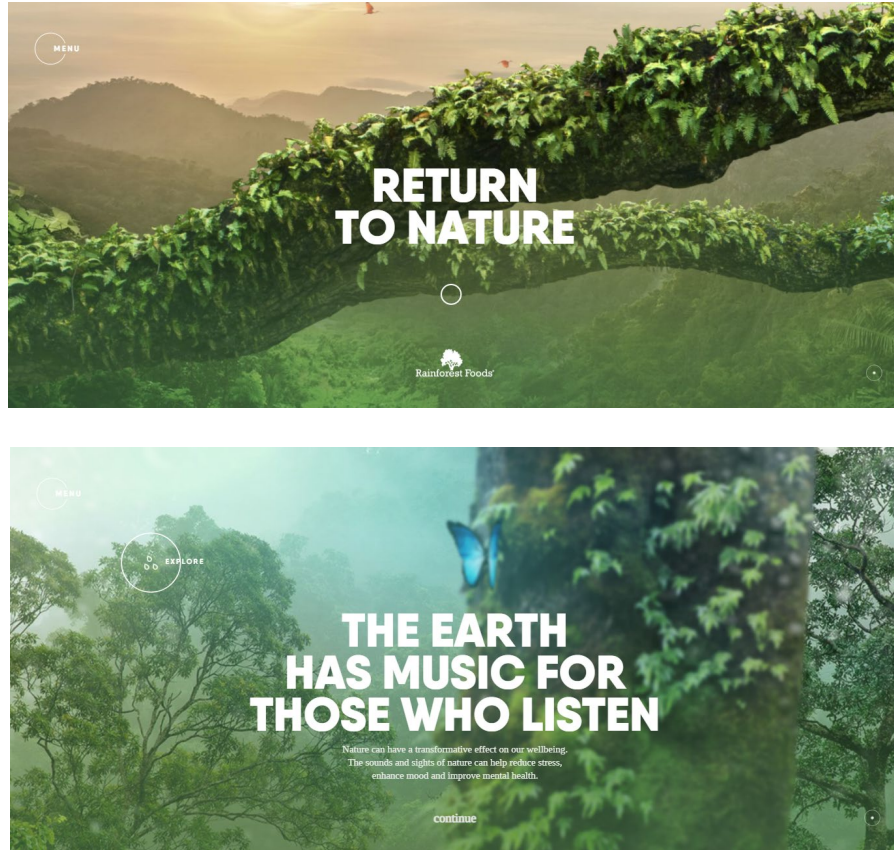 MENU
RETURN
TO NATURE
Rainforest Foods
MENU
EXPLORE
THE EARTH
HAS MUSIC FOR
THOSE WHO LISTEN
Nature can have a transformative effect on our wellbeing.
The sounds and sights of nature can help reduce stress,
enhance mood and improve mental health.
continue